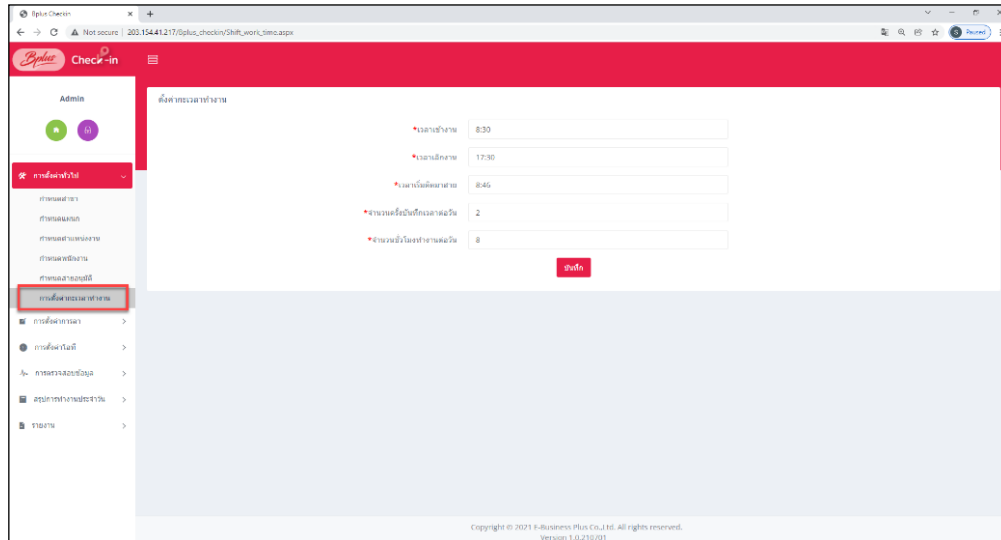 Bplus Checkin
Not secure | 203.154.41.217/Bplus_checkin/Shift_work_time.aspx
Paused
Bplus Check-in
Admin
ตั้งค่ากะเวลาทำงาน
*เวลาเข้างาน 8:30
*เวลาเลิกงาน 17:30
*เวลาเริ่มคิดมาสาย 8:46
*จำนวนครั้งบันทึกเวลาต่อวัน 2
*จำนวนชั่วโมงทำงานต่อวัน 8
บันทึก
การตั้งค่าทั่วไป
กำหนดสาขา
กำหนดแผนก
กำหนดตำแหน่งงาน
กำหนดพนักงาน
กำหนดสายอนุมัติ
การตั้งค่ากะเวลาทำงาน
การตั้งค่าการลา
การตั้งค่าโอที
การตรวจสอบข้อมูล
สรุปการทำงานประจำวัน
รายงาน
Copyright © 2021 E-Business Plus Co.,Ltd. All rights reserved.
Version 1.0.210701